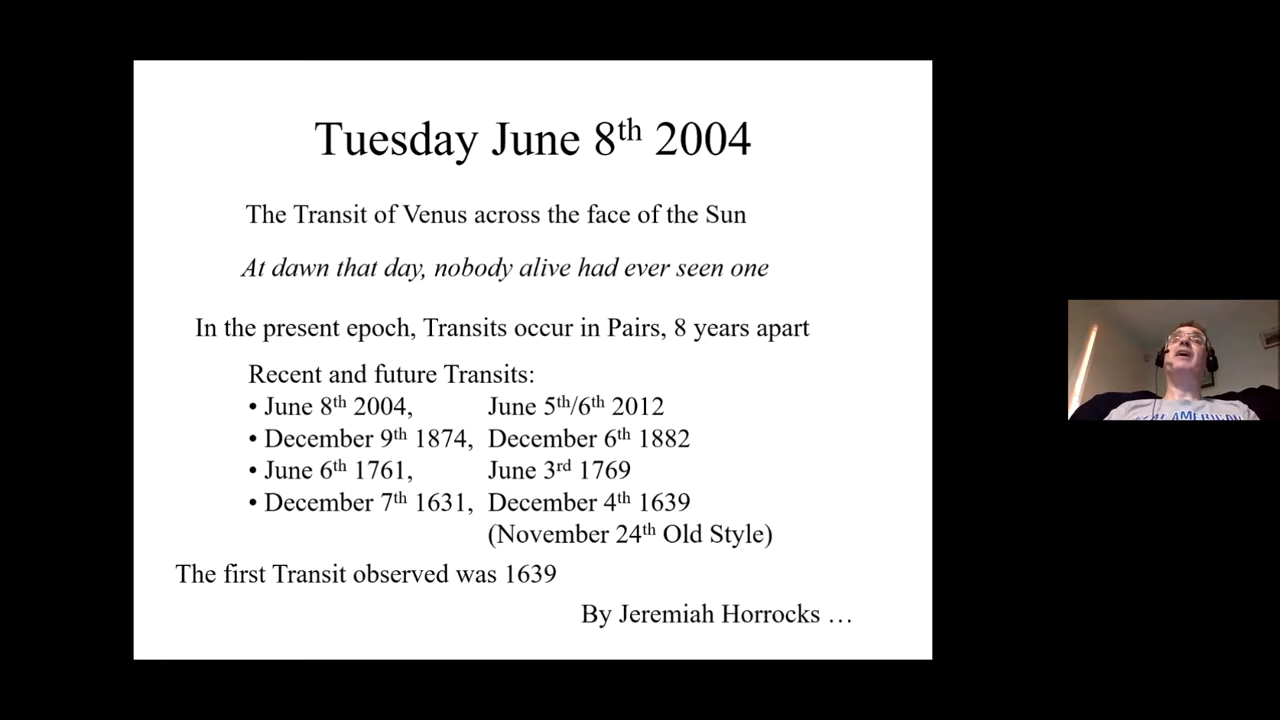 Tuesday June 8th 2004
The Transit of Venus across the face of the Sun
At dawn that day, nobody alive had ever seen one
In the present epoch, Transits occur in Pairs, 8 years apart
Recent and future Transits:
• June 8th 2004, June 5th/6th 2012
• December 9th 1874, December 6th 1882
• June 6th 1761, June 3rd 1769
• December 7th 1631, December 4th 1639
(November 24th Old Style)
The first Transit observed was 1639
By Jeremiah Horrocks …